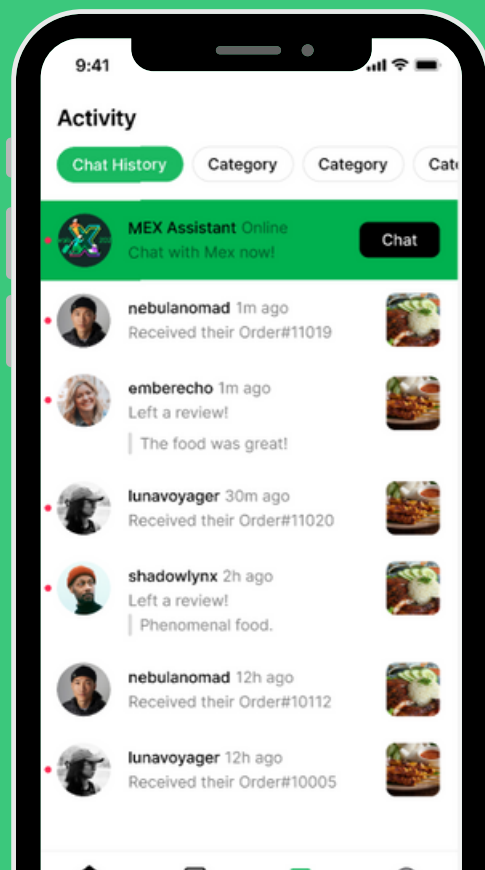 9:41
Activity
Chat History Category Category
MEX Assistant Online
Chat with Mex now!
Chat
nebulanomad 1m ago
Received their Order#11019
emberecho 1m ago
Left a review!
The food was great!
lunavoyager 30m ago
Received their Order#11020
shadowlynx 2h ago
Left a review!
Phenomenal food.
nebulanomad 12h ago
Received their Order#10112
lunavoyager 12h ago
Received their Order#10005